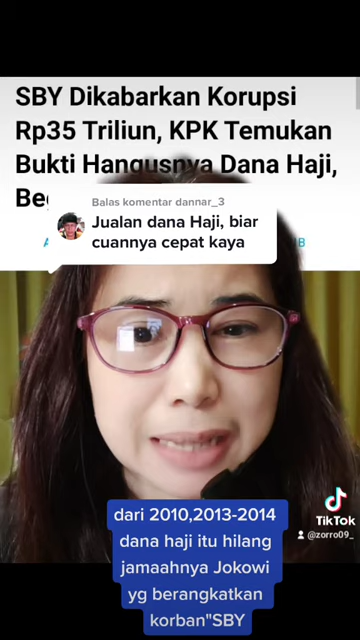 SBY Dikabarkan Korupsi
Rp35 Triliun, KPK Temukan
Bukti Hangusnya Dana Haji,
Balas komentar dannar_3
Jualan dana Haji, biar
cuannya cepat kaya
dari 2010,2013-2014
dana haji itu hilang
jamaahnya Jokowi
yg berangkatkan
korban"SBY
TikTok
@zorro09_